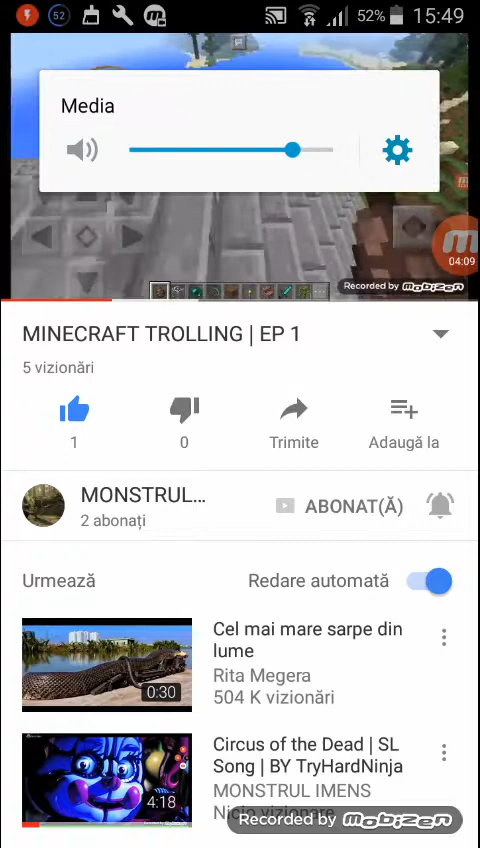 52
52%
15:49
Media
04:09
Recorded by mobizen
MINECRAFT TROLLING | EP 1
5 vizionări
1
0
Trimite
Adaugă la
MONSTRUL...
2 abonați
ABONAT(Ă)
Urmează
Redare automată
Cel mai mare sarpe din
lume
Rita Megera
504 K vizionări
0:30
Circus of the Dead | SL
Song | BY TryHardNinja
MONSTRUL IMENS
Nicio vizionare
4:18
Recorded by mobizen